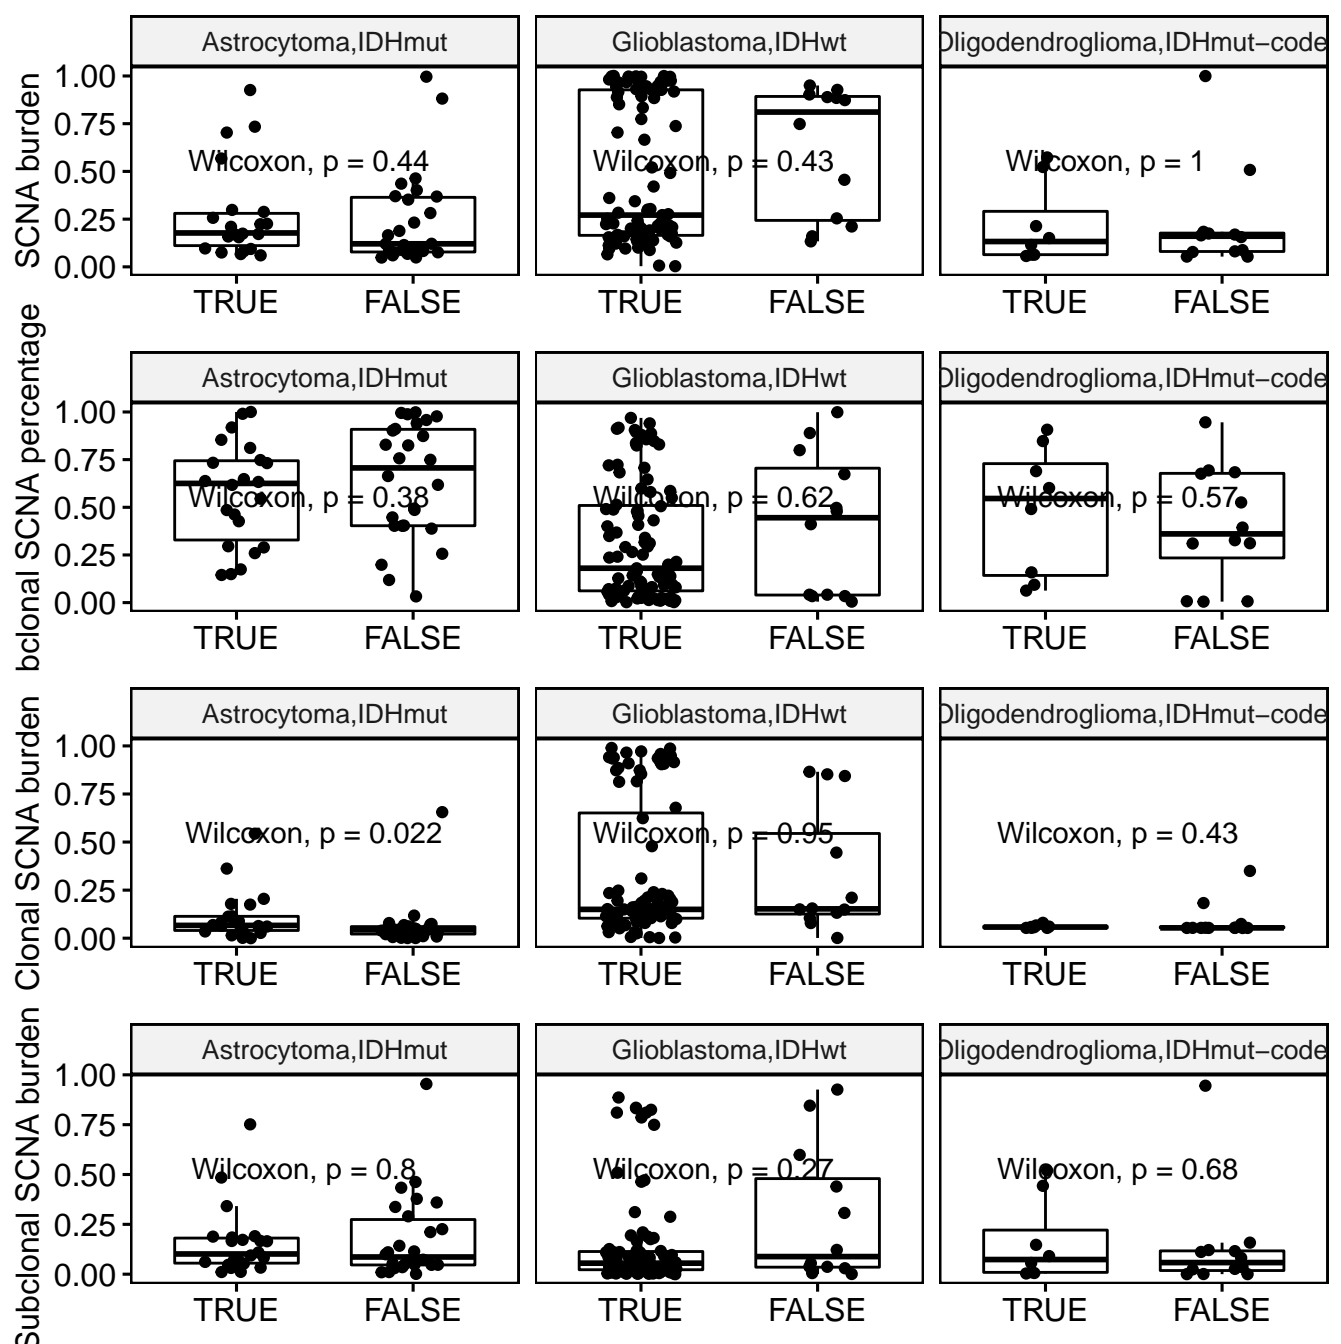 Astrocytoma,IDHmut Glioblastoma,IDHwt Oligodendroglioma,IDHmut−code
SCNA burden
1.00
0.75
0.50
0.25
0.00
Wilcoxon, p = 0.44 Wilcoxon, p = 0.43 Wilcoxon, p = 1
TRUE FALSE TRUE FALSE TRUE FALSE
Astrocytoma,IDHmut Glioblastoma,IDHwt Oligodendroglioma,IDHmut−code
bclonal SCNA percentage
1.00
0.75
0.50
0.25
0.00
Wilcoxon, p = 0.38 Wilcoxon, p = 0.62 Wilcoxon, p = 0.57
TRUE FALSE TRUE FALSE TRUE FALSE
Astrocytoma,IDHmut Glioblastoma,IDHwt Oligodendroglioma,IDHmut−code
Clonal SCNA burden
1.00
0.75
0.50
0.25
0.00
Wilcoxon, p = 0.022 Wilcoxon, p = 0.95 Wilcoxon, p = 0.43
TRUE FALSE TRUE FALSE TRUE FALSE
Astrocytoma,IDHmut Glioblastoma,IDHwt Oligodendroglioma,IDHmut−code
Subclonal SCNA burden
1.00
0.75
0.50
0.25
0.00
Wilcoxon, p = 0.8 Wilcoxon, p = 0.27 Wilcoxon, p = 0.68
TRUE FALSE TRUE FALSE TRUE FALSE